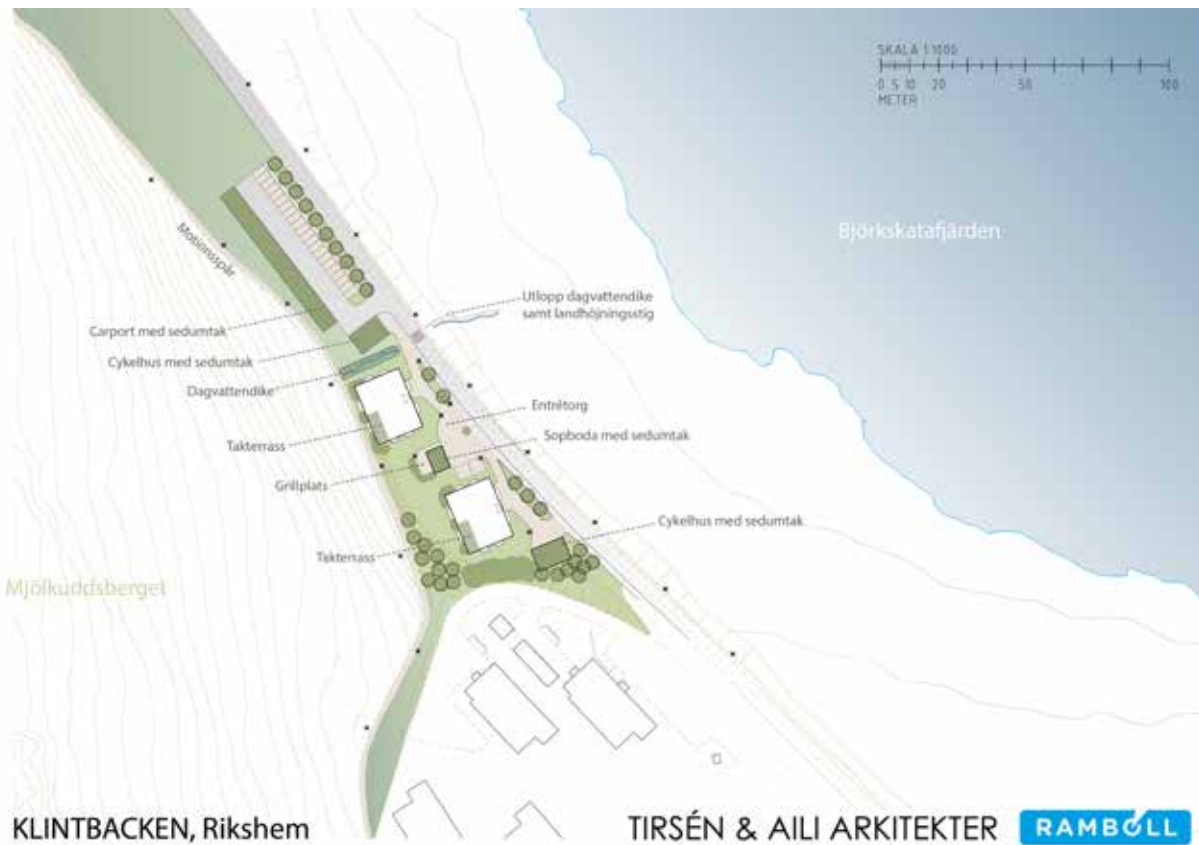 SKALA 1:1000
0 5 10 20 50 100
METER
Björkskatafjärden
Motionsspår
Utlopp dagvattendike
samt landhöjningsstig
Carport med sedumtak
Cykelhus med sedumtak
Dagvattendike
Entrétorg
Sopboda med sedumtak
Takterrass
Grillplats
Cykelhus med sedumtak
Takterrass
Mjölkuddsberget
KLINTBACKEN, Rikshem
TIRSÉN & AILI ARKITEKTER
RAMBOLL